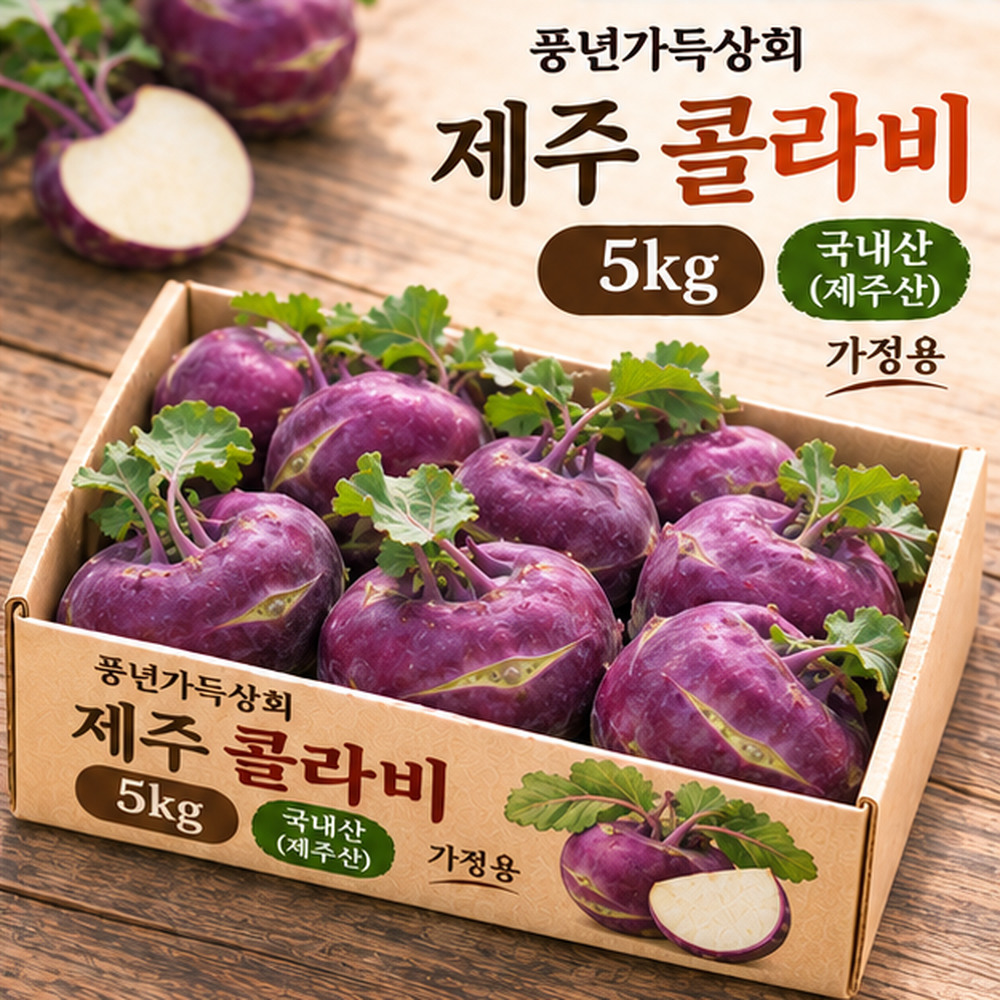 풍년가득상회
제주 콜라비
5kg
국내산
(제주산)
가정용
풍년가득상회
제주 콜라비
5kg
국내산
(제주산)
가정용